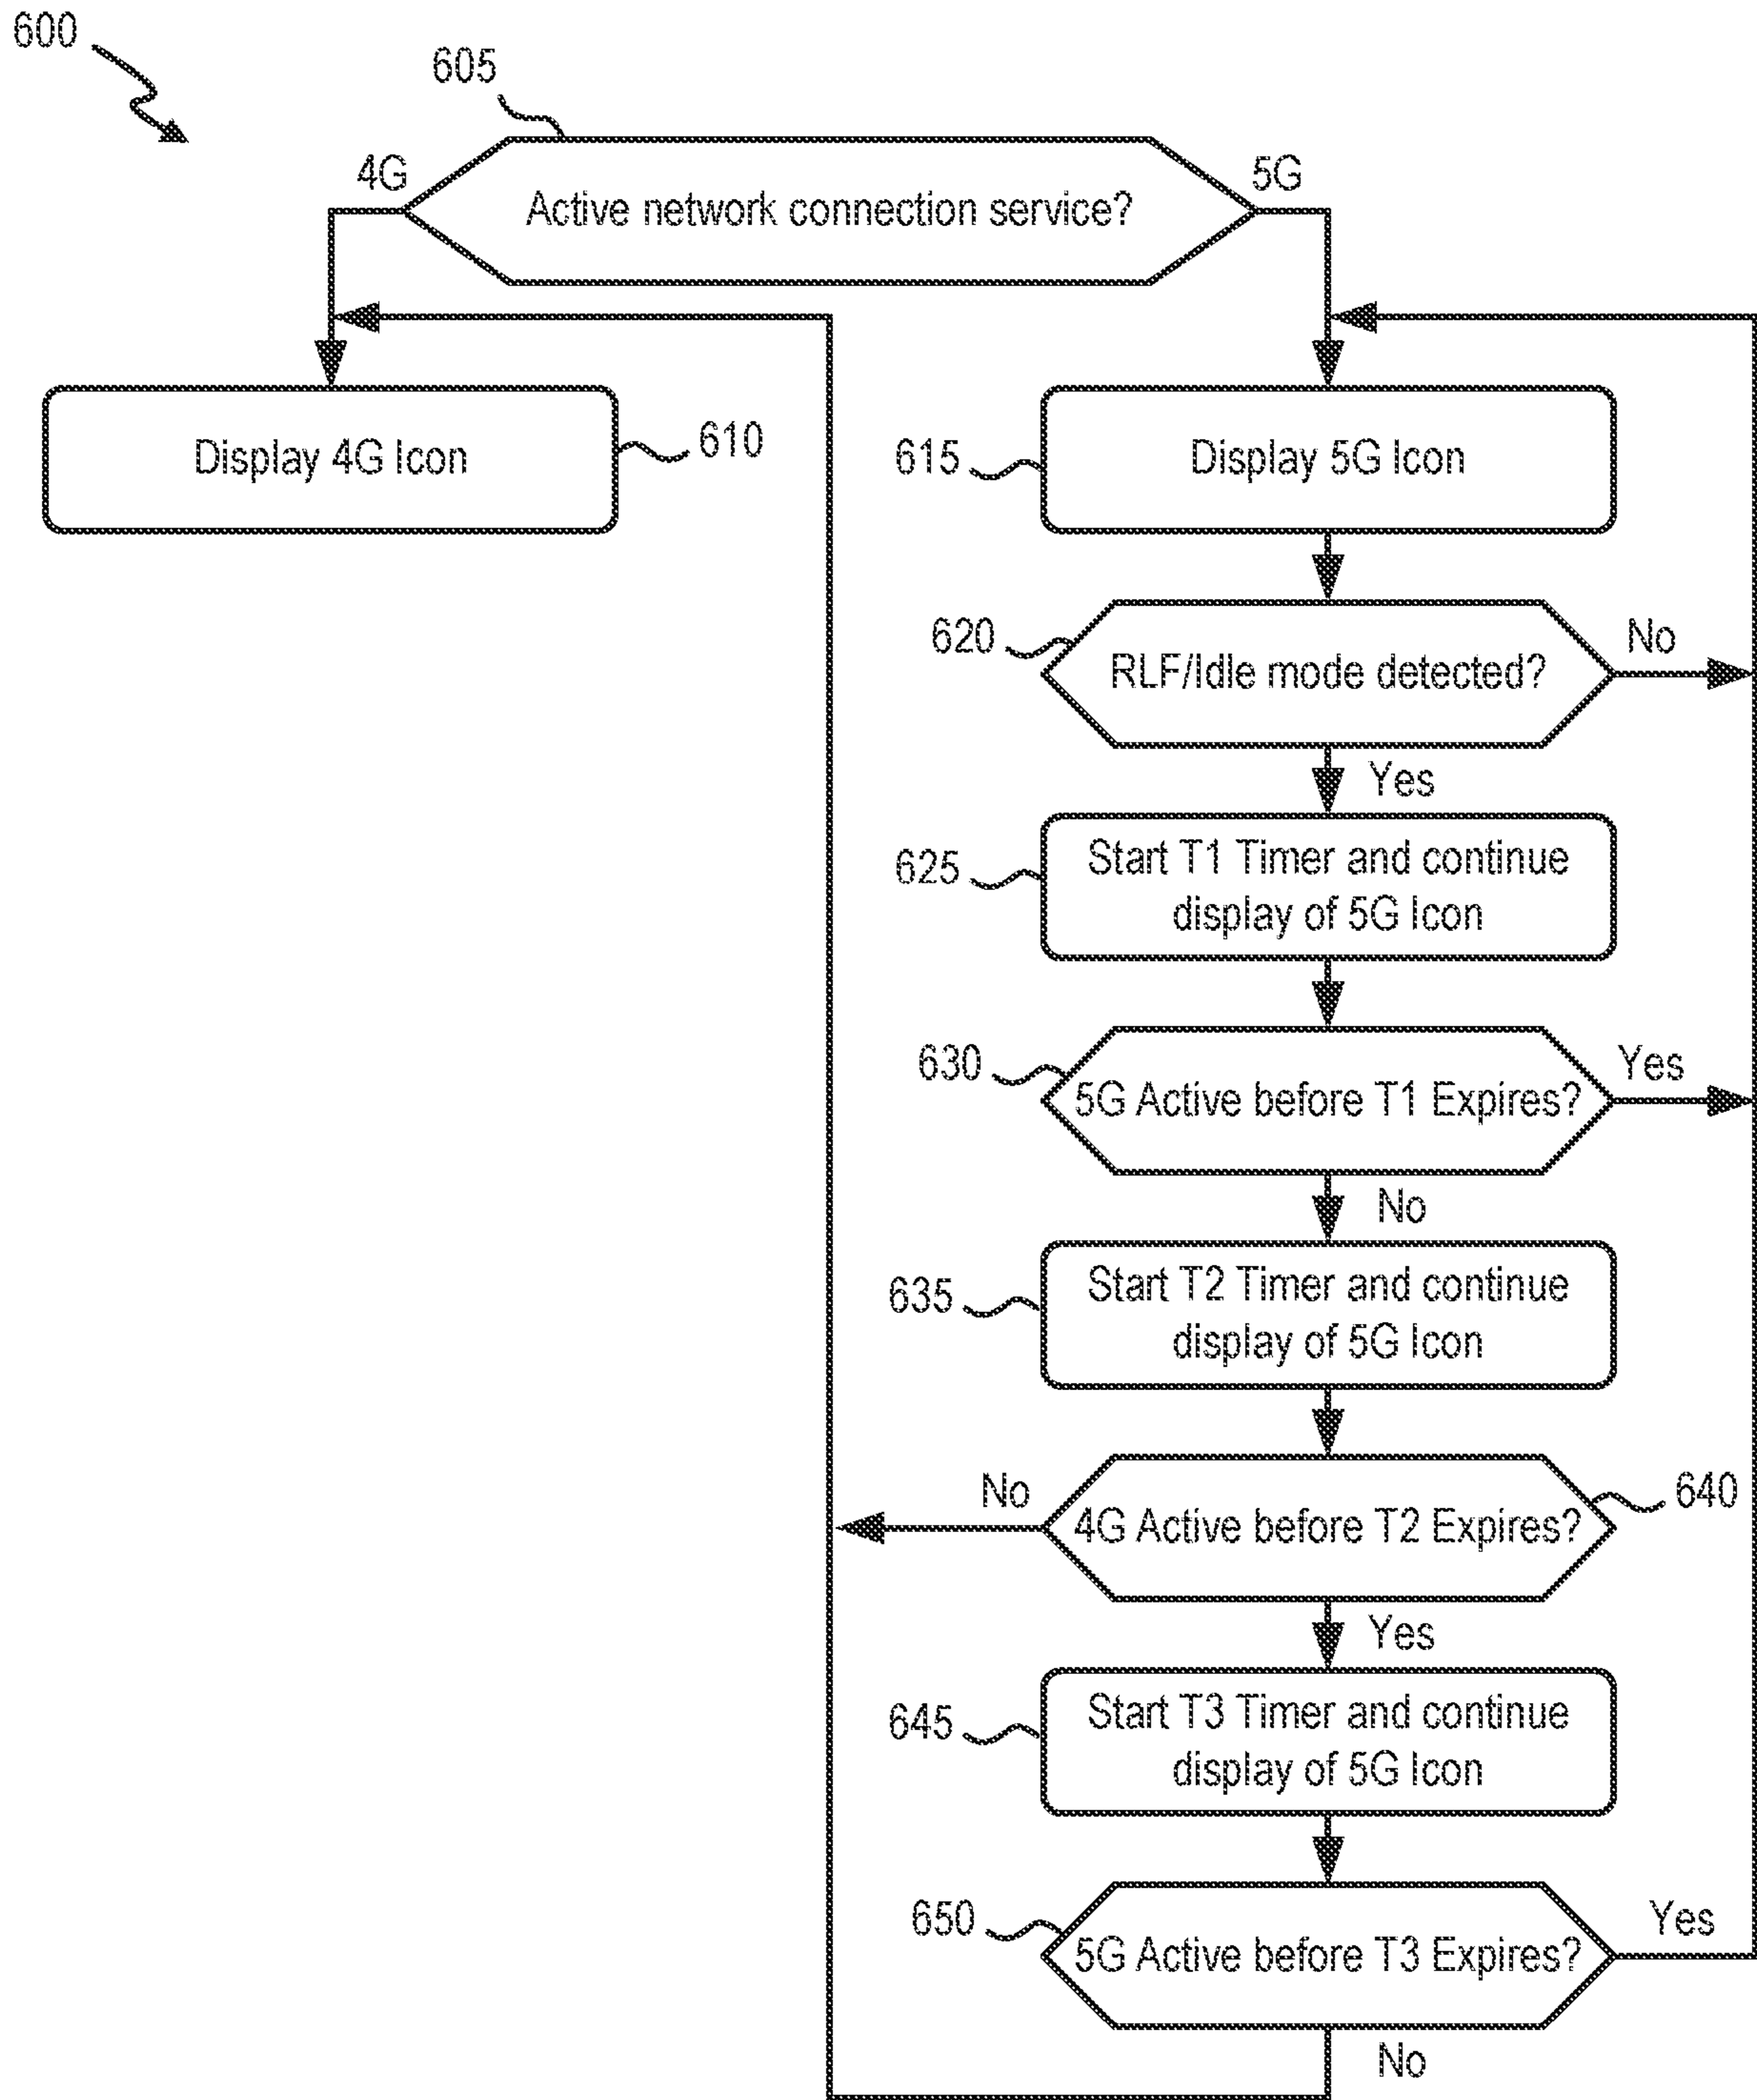 600
605
4G
5G
Active network connection service?
Display 4G Icon
610
615
Display 5G Icon
620
RLF/Idle mode detected?
No
Yes
625
Start T1 Timer and continue
display of 5G Icon
630
5G Active before T1 Expires?
Yes
No
635
Start T2 Timer and continue
display of 5G Icon
No
4G Active before T2 Expires?
640
Yes
645
Start T3 Timer and continue
display of 5G Icon
650
5G Active before T3 Expires?
Yes
No